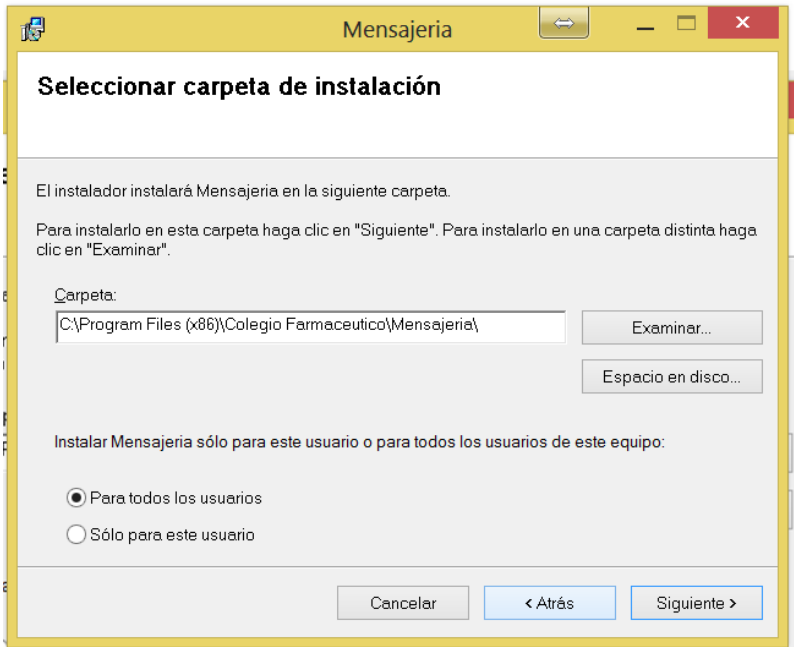 Mensajeria
Seleccionar carpeta de instalación
El instalador instalará Mensajeria en la siguiente carpeta.
Para instalarlo en esta carpeta haga clic en "Siguiente". Para instalarlo en una carpeta distinta haga
clic en "Examinar".
Carpeta:
C:\Program Files (x86)\Colegio Farmaceutico\Mensajeria\
Examinar...
Espacio en disco...
Instalar Mensajeria sólo para este usuario o para todos los usuarios de este equipo:
Para todos los usuarios
Sólo para este usuario
Cancelar
< Atrás
Siguiente >